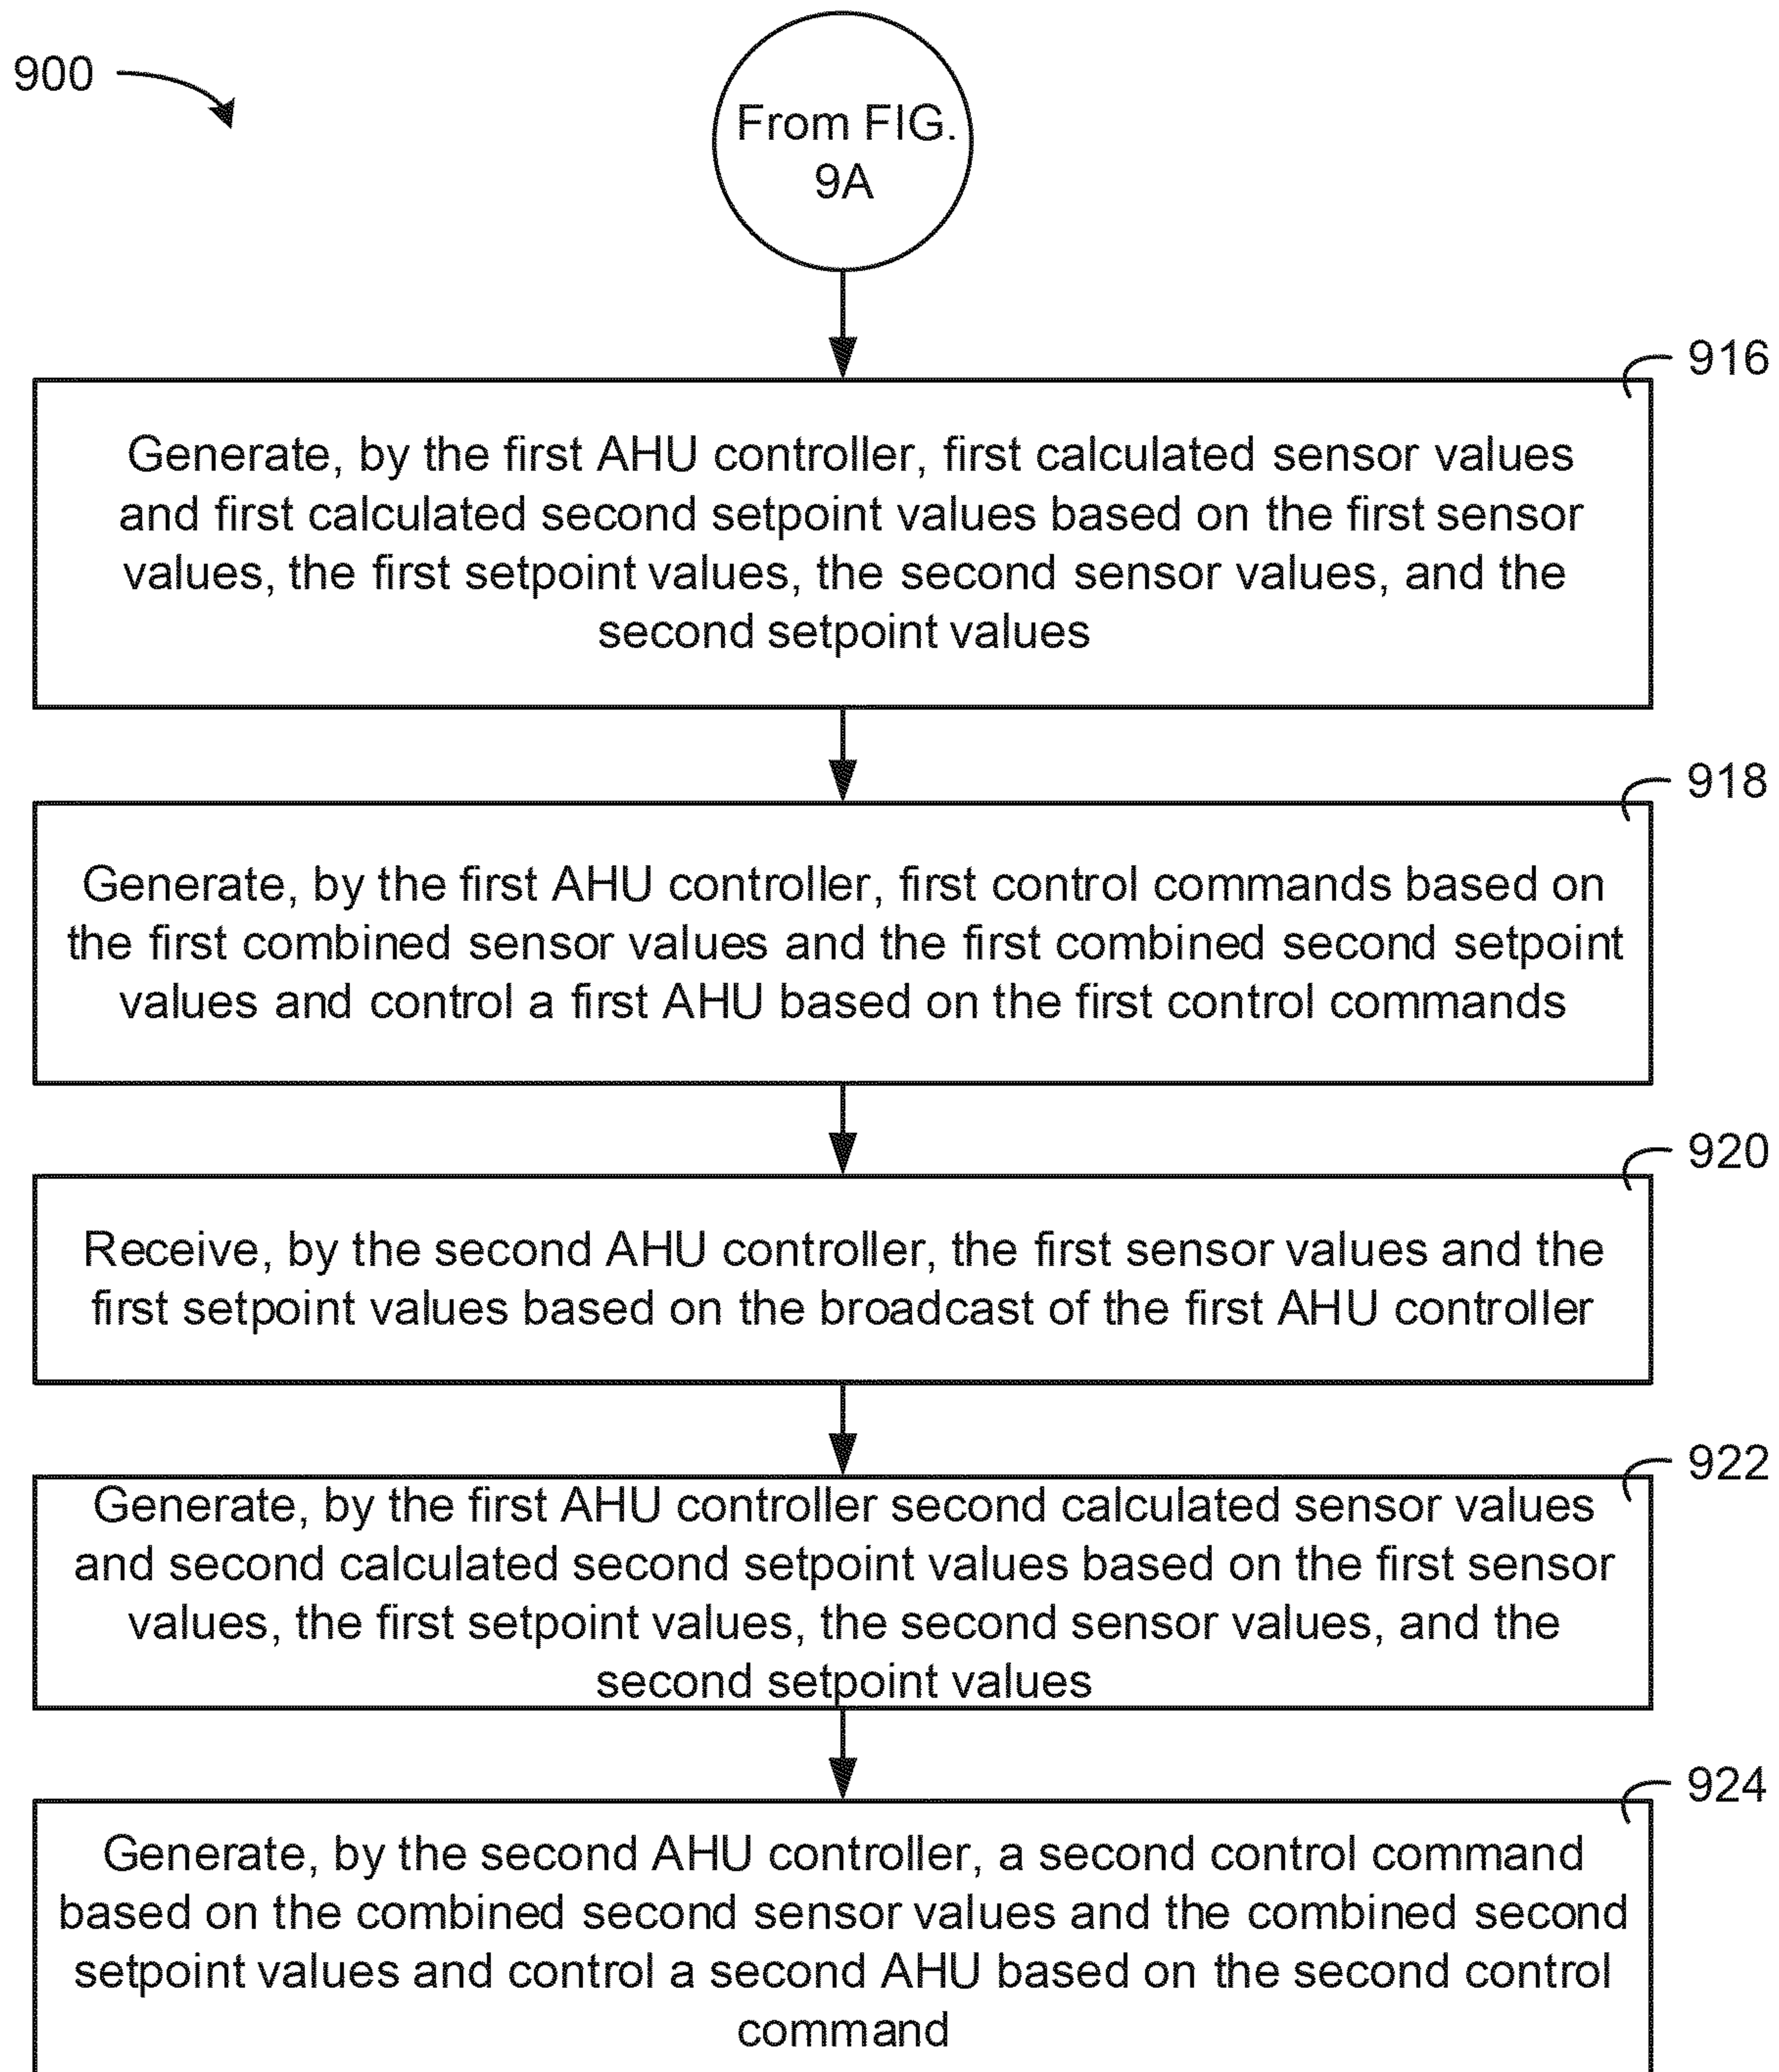 900
From FIG.
9A
916
Generate, by the first AHU controller, first calculated sensor values
and first calculated second setpoint values based on the first sensor
values, the first setpoint values, the second sensor values, and the
second setpoint values
918
Generate, by the first AHU controller, first control commands based on
the first combined sensor values and the first combined second setpoint
values and control a first AHU based on the first control commands
920
Receive, by the second AHU controller, the first sensor values and the
first setpoint values based on the broadcast of the first AHU controller
922
Generate, by the first AHU controller second calculated sensor values
and second calculated second setpoint values based on the first sensor
values, the first setpoint values, the second sensor values, and the
second setpoint values
924
Generate, by the second AHU controller, a second control command
based on the combined second sensor values and the combined second
setpoint values and control a second AHU based on the second control
command